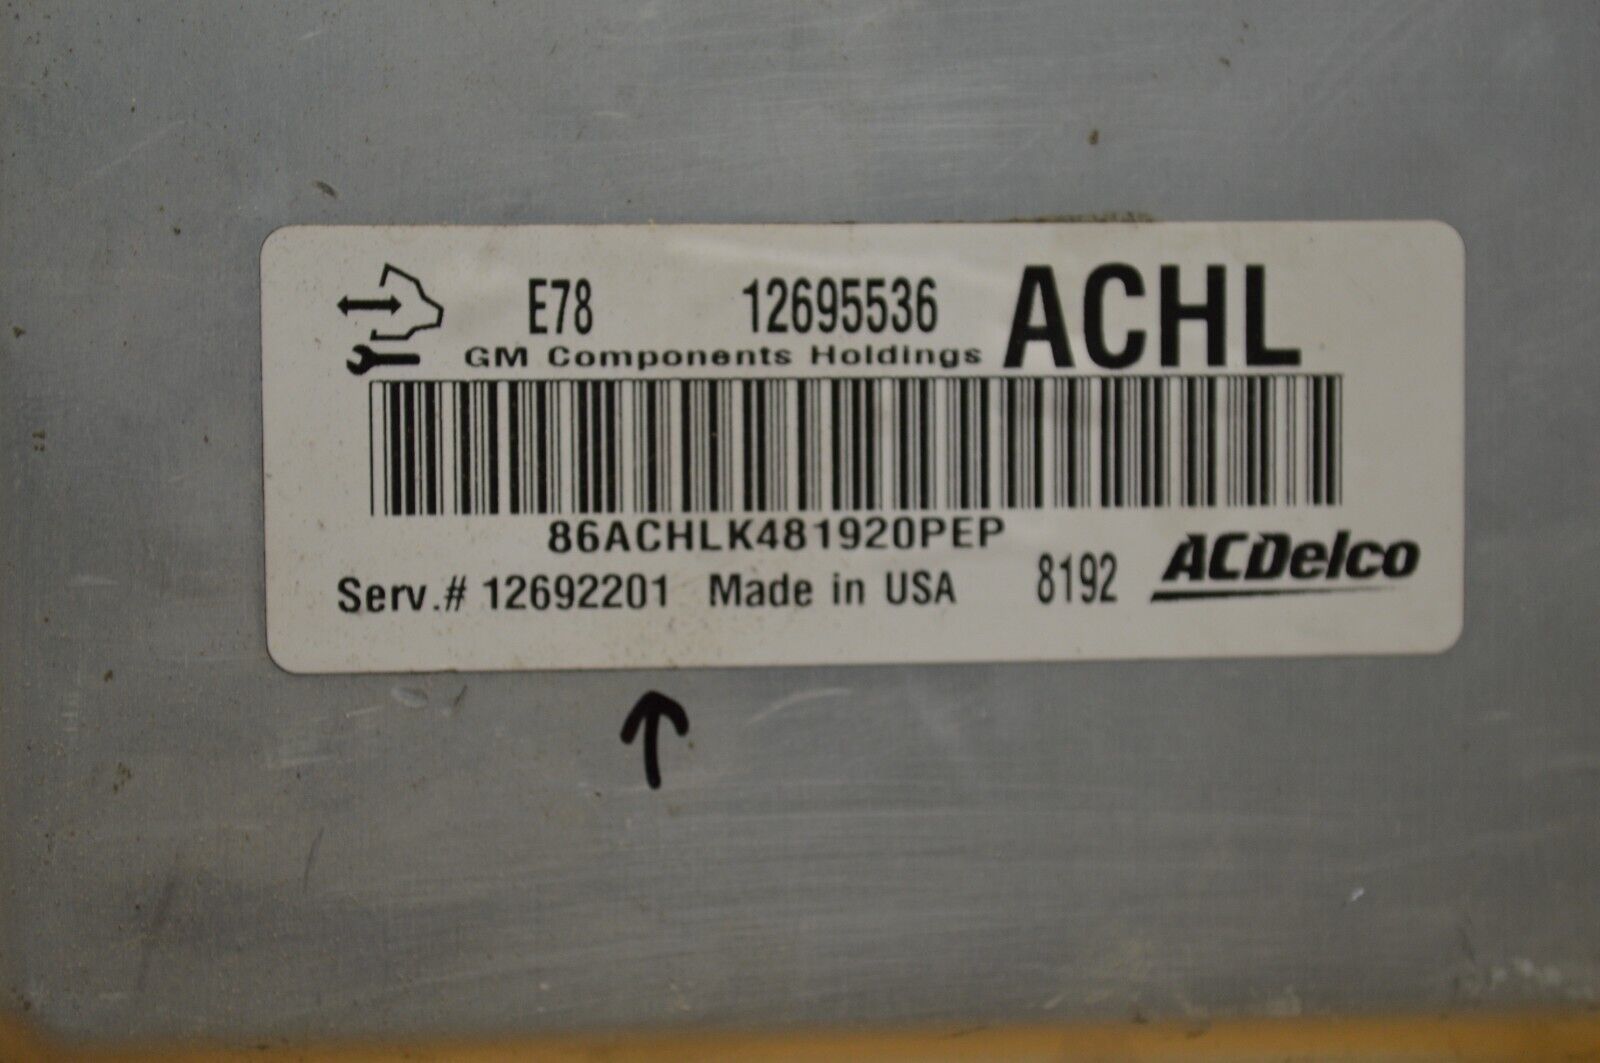 E78 12695536 ACHL
GM Components Holdings
86ACHLK481920PEP
Serv.# 12692201 Made in USA 8192 ACDelco